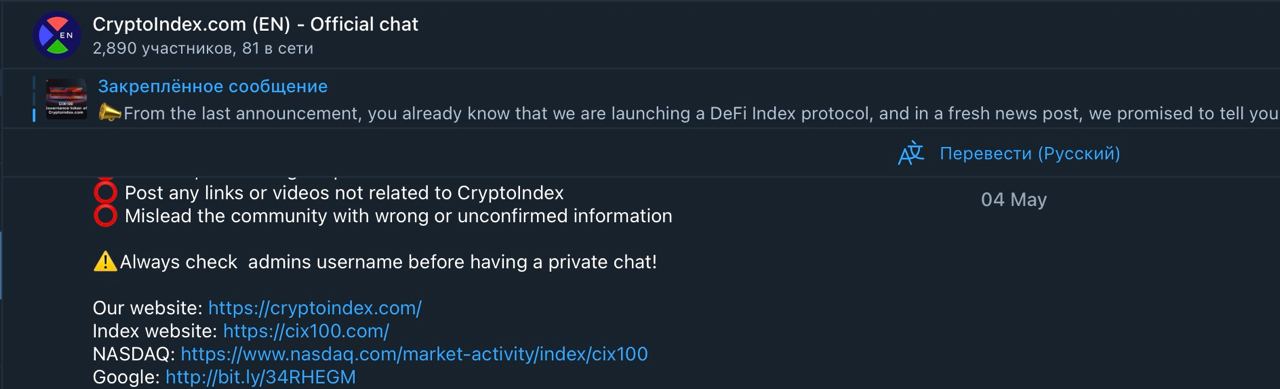 CryptoIndex.com (EN) - Official chat
EN
2,890 участников, 81 в сети
Закреплённое сообщение
From the last announcement, you already know that we are launching a DeFi Index protocol, and in a fresh news post, we promised to tell you
Перевести (Русский)
Post any links or videos not related to CryptoIndex
04 May
Mislead the community with wrong or unconfirmed information
Always check admins username before having a private chat!
Our website: https://cryptoindex.com/
Index website: https://cix100.com/
NASDAQ: https://www.nasdaq.com/market-activity/index/cix100
Google: http://bit.ly/34RHEGM